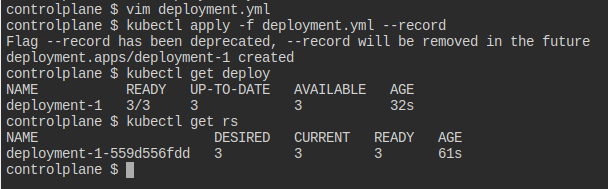 controlplane $ vim deployment.yml
controlplane $ kubectl apply -f deployment.yml --record
Flag --record has been deprecated, --record will be removed in the future
deployment.apps/deployment-1 created
controlplane $ kubectl get deploy
NAME READY UP-TO-DATE AVAILABLE AGE
deployment-1 3/3 3 3 32s
controlplane $ kubectl get rs
NAME DESIRED CURRENT READY AGE
deployment-1-559d556fdd 3 3 3 61s
controlplane $